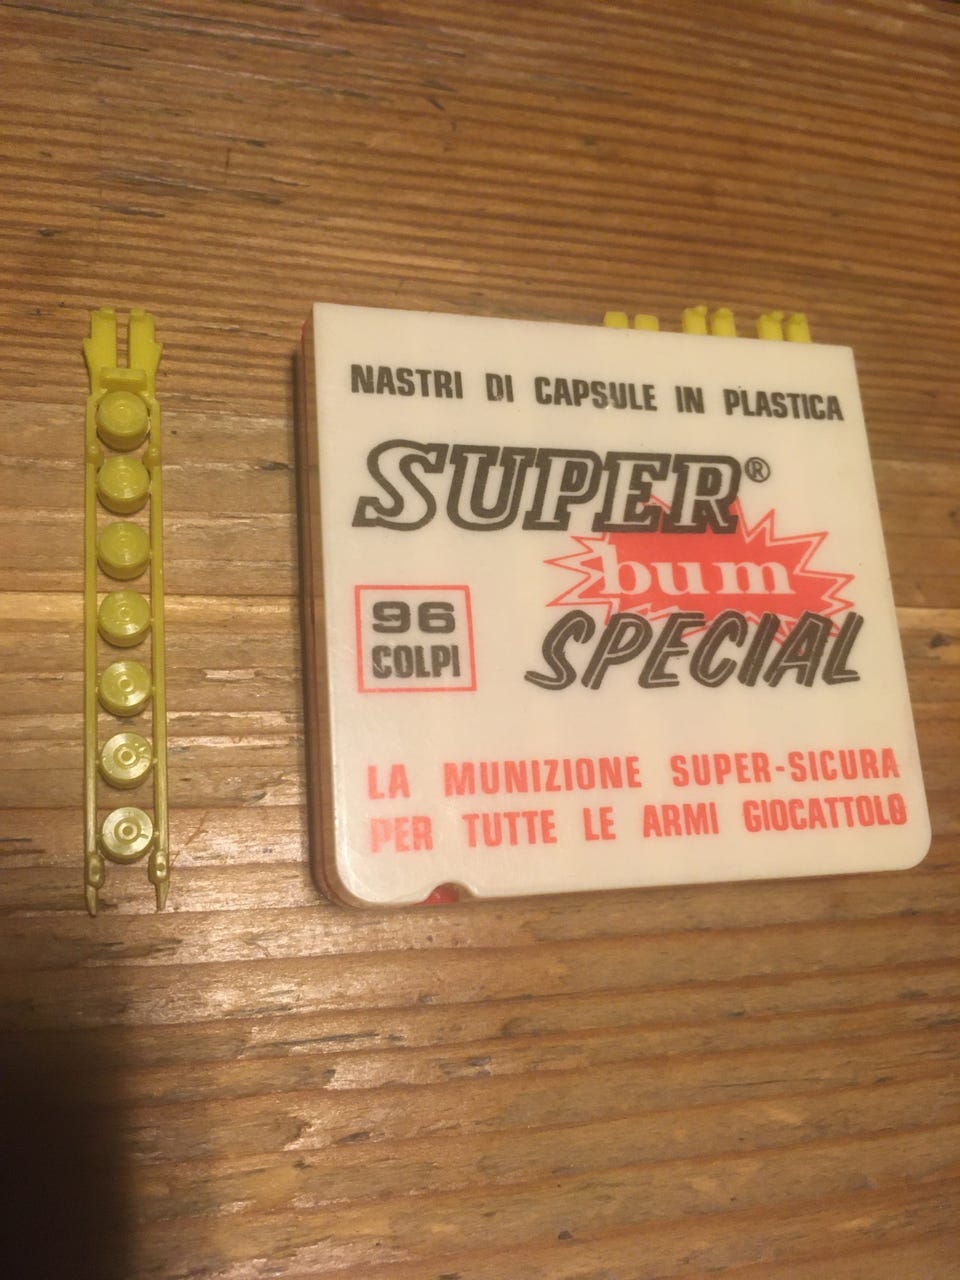 NASTRI DI CAPSULE IN PLASTICA
SUPER®
bum
SPECIAL
96
COLPI
LA MUNIZIONE SUPER-SICURA
PER TUTTE LE ARMI GIOCATTOLO